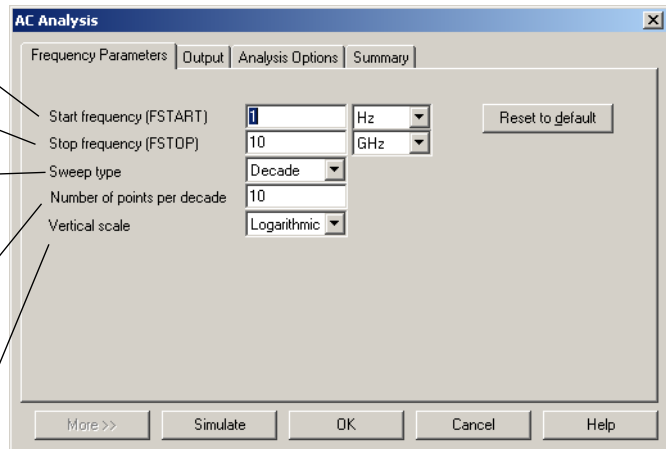 AC Analysis
Frequency Parameters Output Analysis Options Summary
Start frequency (FSTART) 1 Hz Reset to default
Stop frequency (FSTOP) 10 GHz
Sweep type Decade
Number of points per decade 10
Vertical scale Logarithmic
More >> Simulate OK Cancel Help